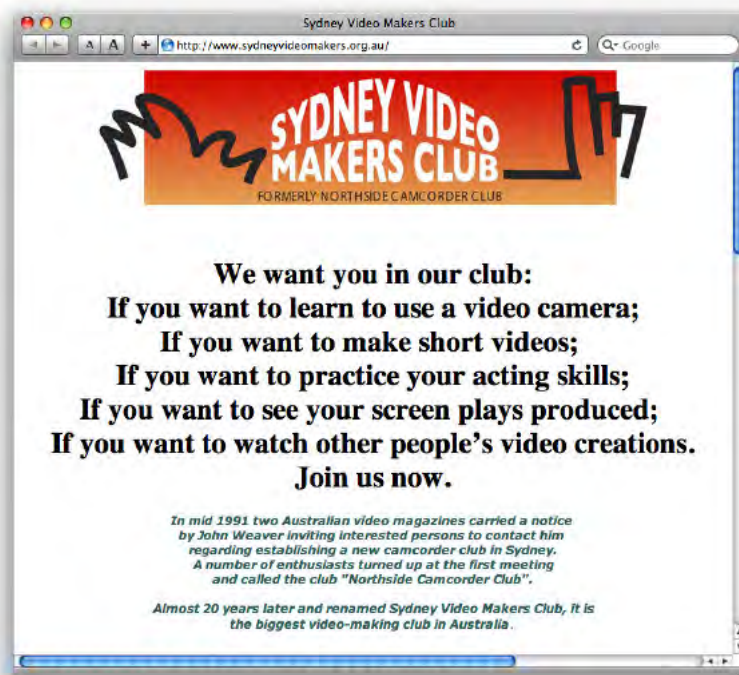 Sydney Video Makers Club
A A + http://www.sydneyvideomakers.org.au/ Google
SYDNEY VIDEO
MAKERS CLUB
FORMERLY NORTHSIDE CAMCORDER CLUB
We want you in our club:
If you want to learn to use a video camera;
If you want to make short videos;
If you want to practice your acting skills;
If you want to see your screen plays produced;
If you want to watch other people's video creations.
Join us now.
In mid 1991 two Australian video magazines carried a notice
by John Weaver inviting interested persons to contact him
regarding establishing a new camcorder club in Sydney.
A number of enthusiasts turned up at the first meeting
and called the club "Northside Camcorder Club".
Almost 20 years later and renamed Sydney Video Makers Club, it is
the biggest video-making club in Australia.